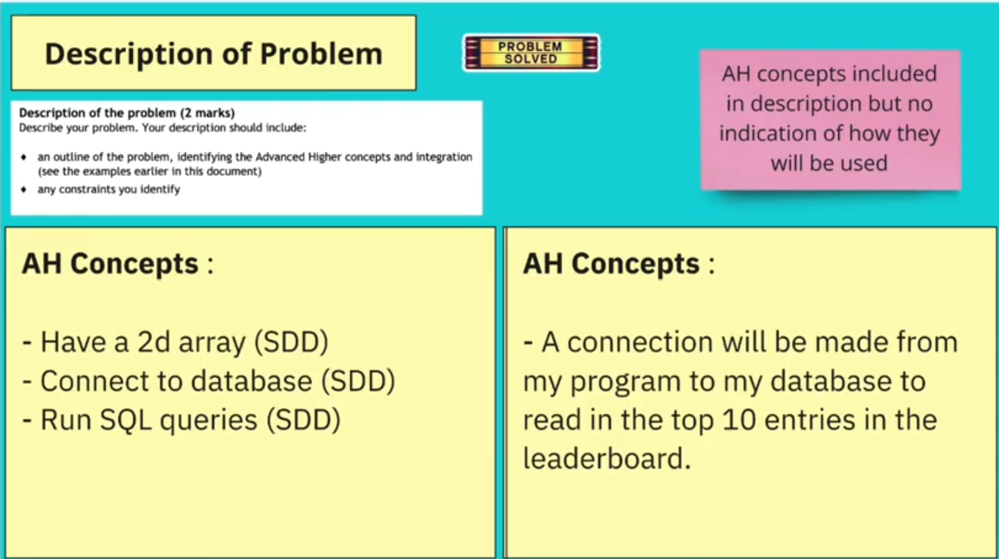 Description of Problem
PROBLEM
SOLVED
AH concepts included
in description but no
indication of how they
will be used
Description of the problem (2 marks)
Describe your problem. Your description should include:
♦ an outline of the problem, identifying the Advanced Higher concepts and integration
(see the examples earlier in this document)
♦ any constraints you identify
AH Concepts :
- Have a 2d array (SDD)
- Connect to database (SDD)
- Run SQL queries (SDD)
AH Concepts :
- A connection will be made from
my program to my database to
read in the top 10 entries in the
leaderboard.